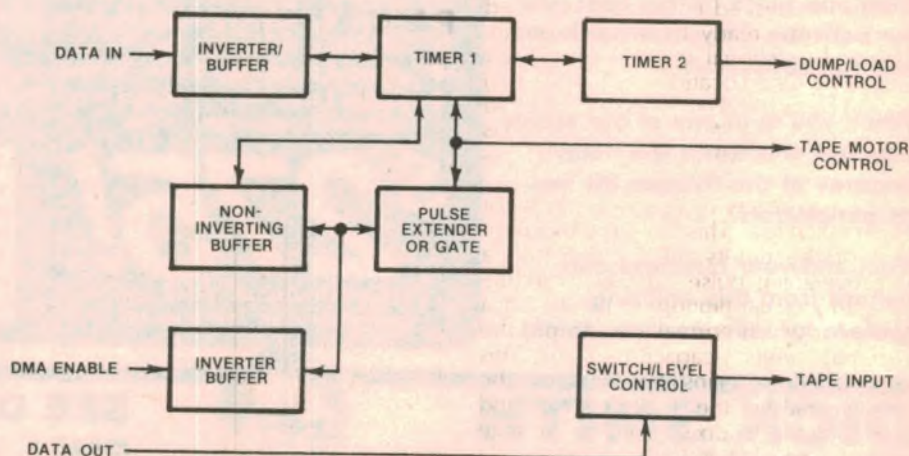 DATA IN
INVERTER/
BUFFER
TIMER 1
TIMER 2
DUMP/LOAD
CONTROL
TAPE MOTOR
CONTROL
NON-
INVERTING
BUFFER
PULSE
EXTENDER
OR GATE
DMA ENABLE
INVERTER
BUFFER
SWITCH/LEVEL
CONTROL
TAPE INPUT
DATA OUT